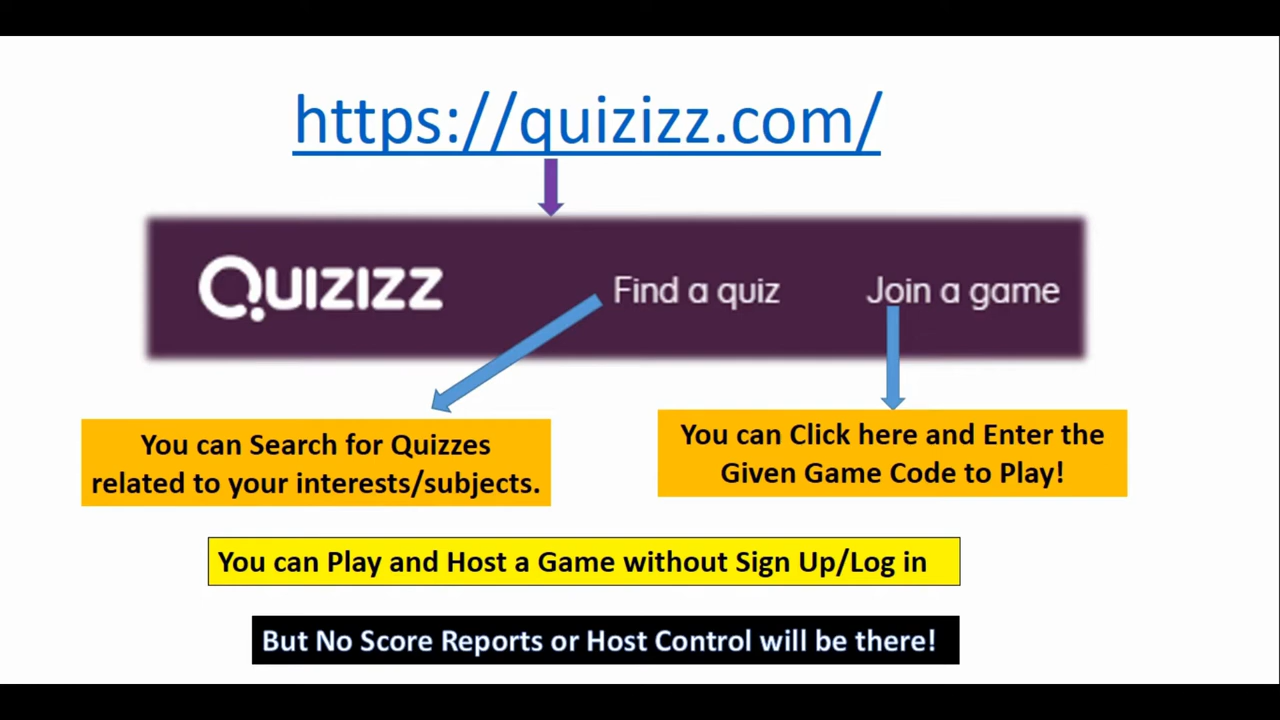 https://quizizz.com/
Quizizz Find a quiz Join a game
You can Search for Quizzes
related to your interests/subjects.
You can Click here and Enter the
Given Game Code to Play!
You can Play and Host a Game without Sign Up/Log in
But No Score Reports or Host Control will be there!